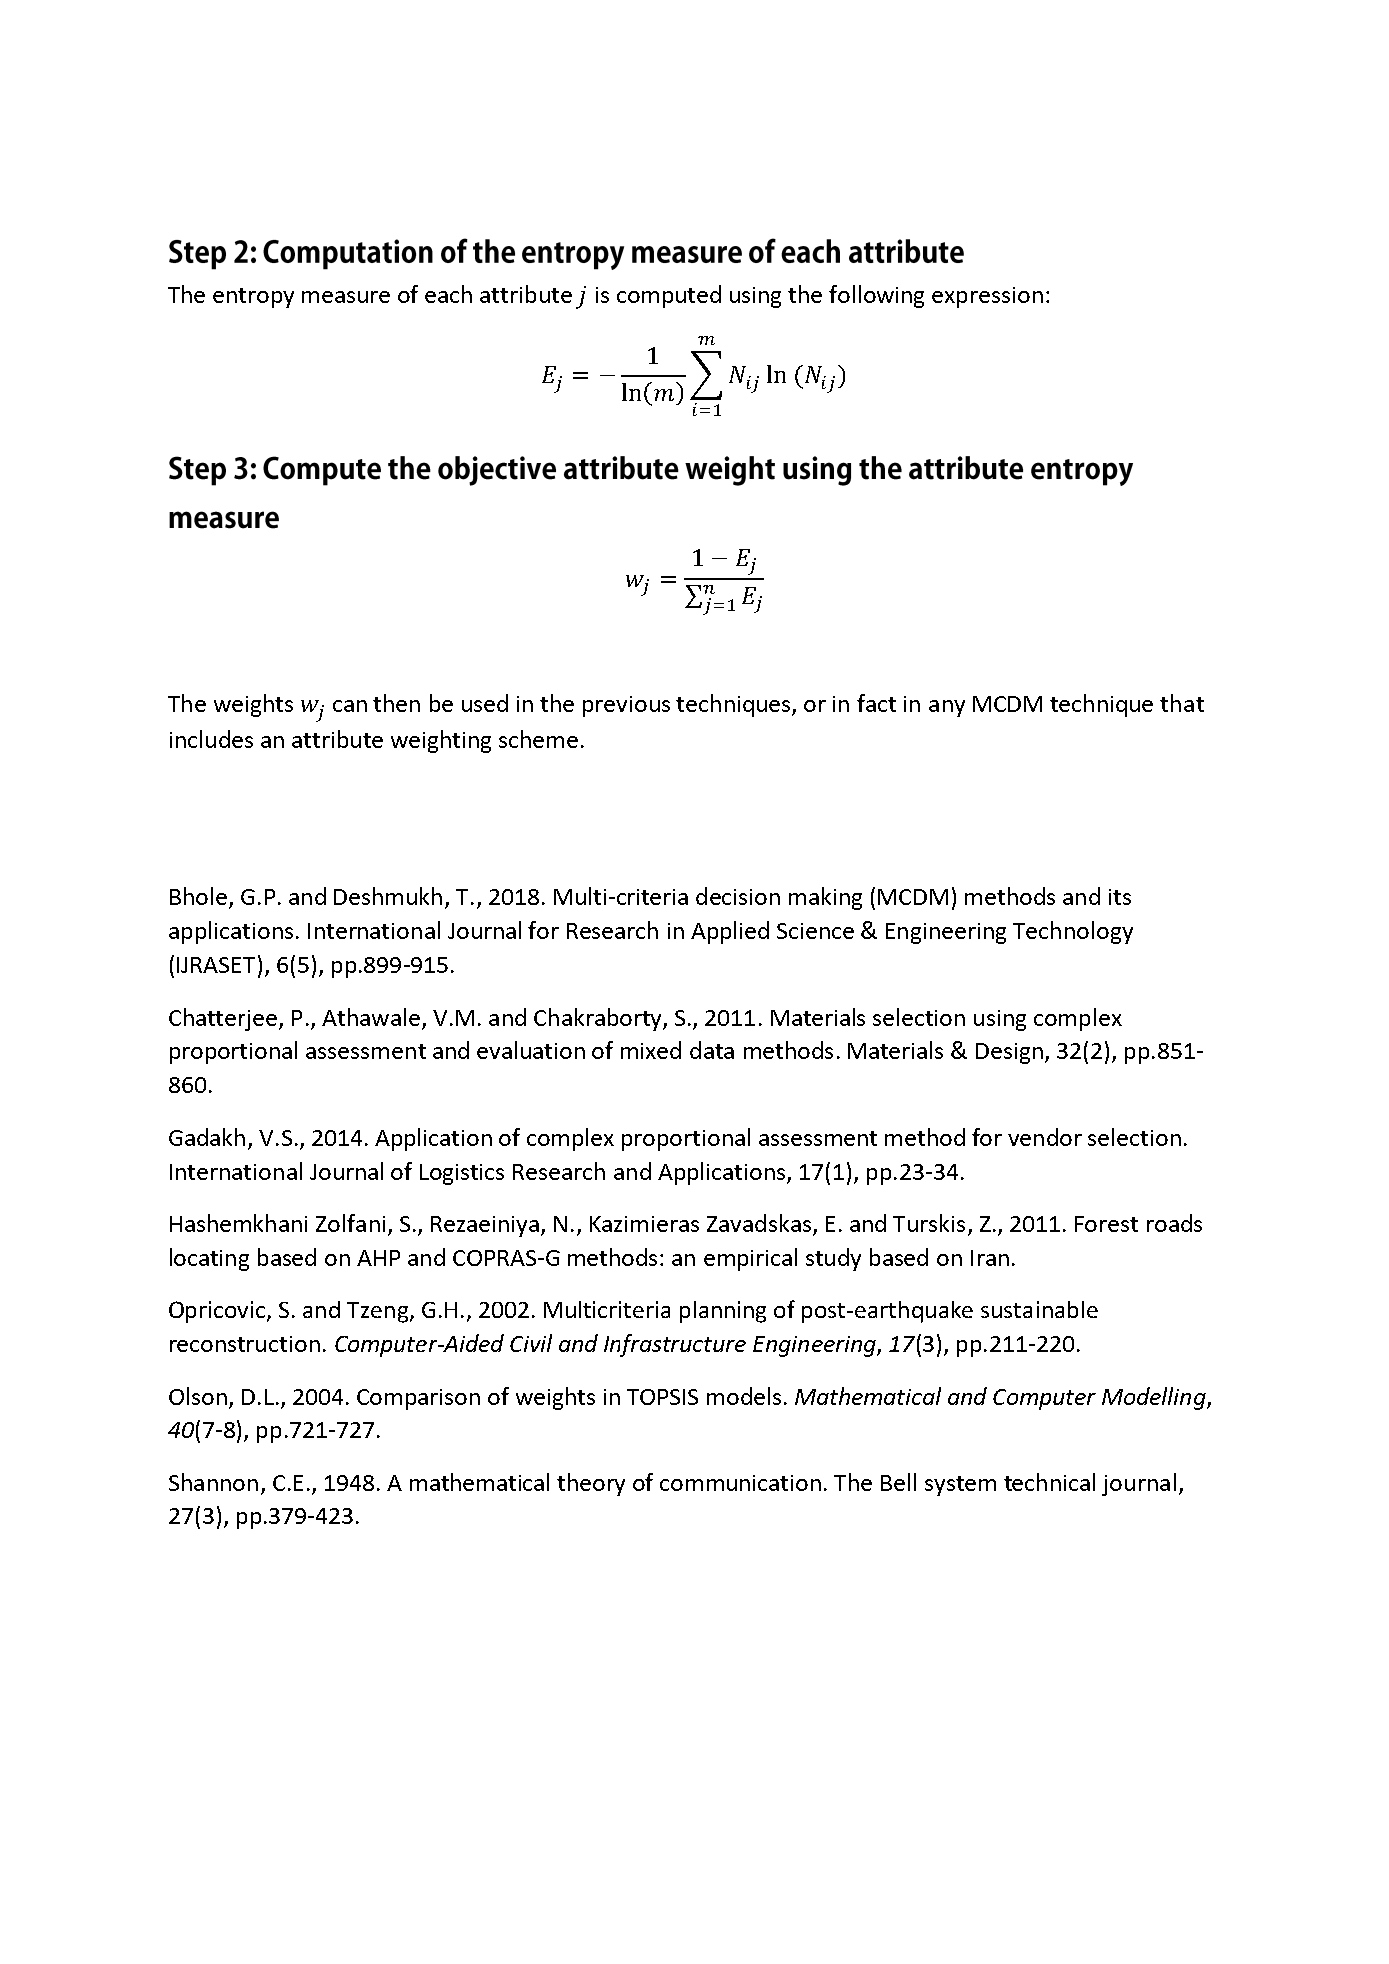 Step 2: Computation of the entropy measure of each attribute
The entropy measure of each attribute j is computed using the following expression:
E_j = − \frac{1}{\ln(m)} \sum_{i=1}^{m} N_{ij} \ln (N_{ij})
Step 3: Compute the objective attribute weight using the attribute entropy
measure
w_j = \frac{1 − E_j}{\sum_{j=1}^{n} E_j}
The weights w_j can then be used in the previous techniques, or in fact in any MCDM technique that
includes an attribute weighting scheme.
Bhole, G.P. and Deshmukh, T., 2018. Multi-criteria decision making (MCDM) methods and its
applications. International Journal for Research in Applied Science & Engineering Technology
(IJRASET), 6(5), pp.899-915.
Chatterjee, P., Athawale, V.M. and Chakraborty, S., 2011. Materials selection using complex
proportional assessment and evaluation of mixed data methods. Materials & Design, 32(2), pp.851-
860.
Gadakh, V.S., 2014. Application of complex proportional assessment method for vendor selection.
International Journal of Logistics Research and Applications, 17(1), pp.23-34.
Hashemkhani Zolfani, S., Rezaeiniya, N., Kazimieras Zavadskas, E. and Turskis, Z., 2011. Forest roads
locating based on AHP and COPRAS-G methods: an empirical study based on Iran.
Opricovic, S. and Tzeng, G.H., 2002. Multicriteria planning of post-earthquake sustainable
reconstruction. Computer-Aided Civil and Infrastructure Engineering, 17(3), pp.211-220.
Olson, D.L., 2004. Comparison of weights in TOPSIS models. Mathematical and Computer Modelling,
40(7-8), pp.721-727.
Shannon, C.E., 1948. A mathematical theory of communication. The Bell system technical journal,
27(3), pp.379-423.